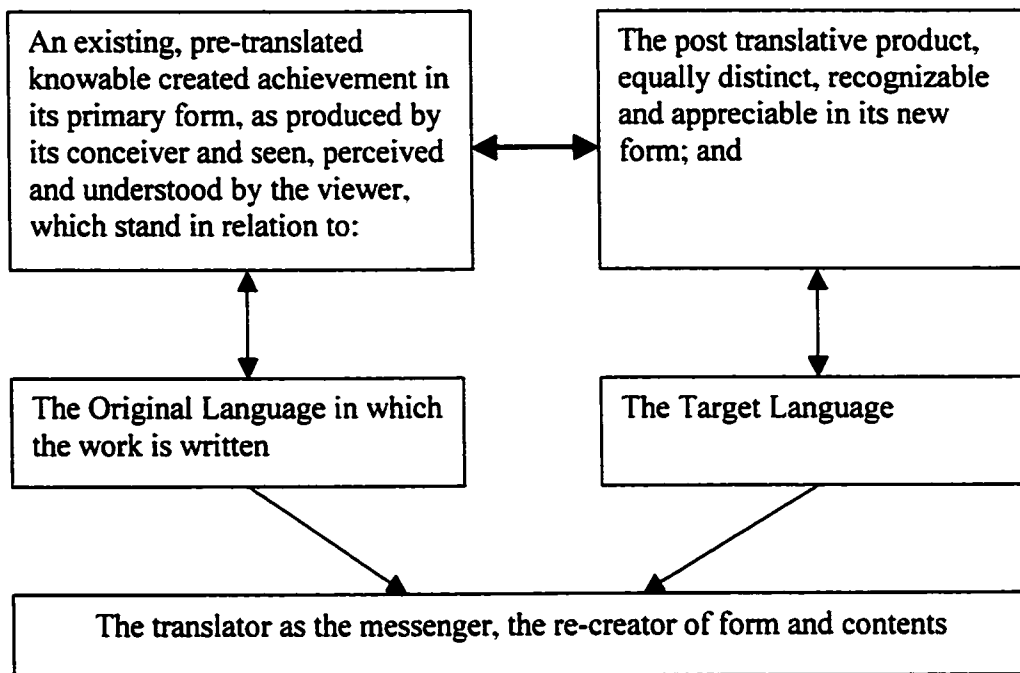 An existing, pre-translated
knowable created achievement in
its primary form, as produced by
its conceiver and seen, perceived
and understood by the viewer,
which stand in relation to:
The post translative product,
equally distinct, recognizable
and appreciable in its new
form; and
The Original Language in which
the work is written
The Target Language
The translator as the messenger, the re-creator of form and contents